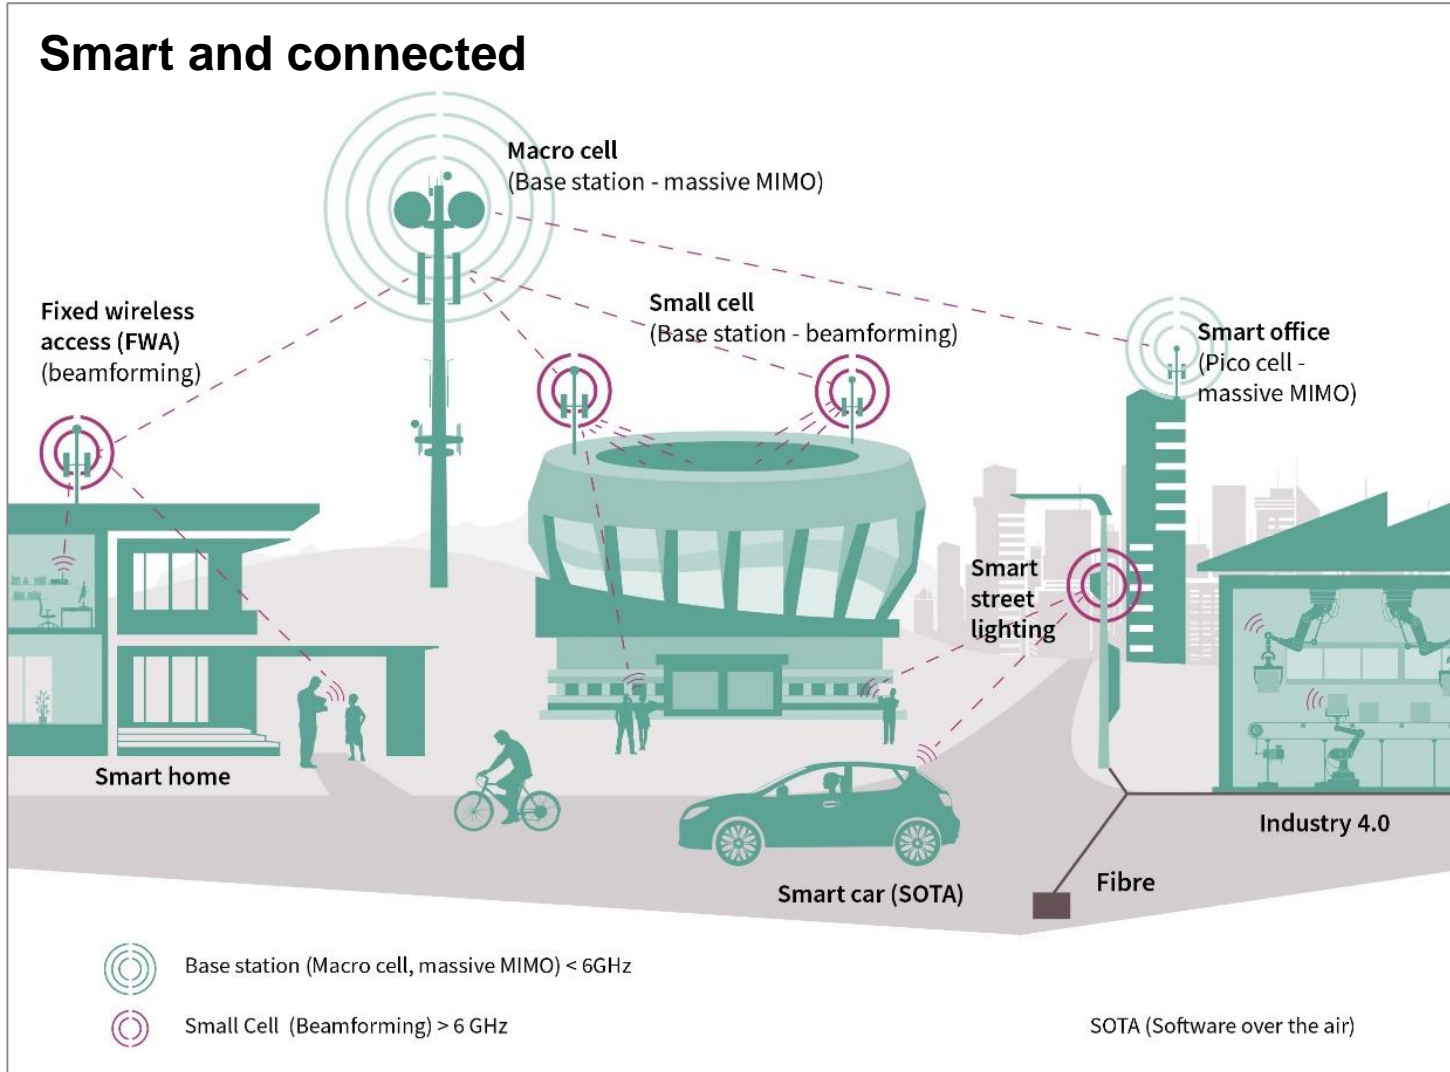 Smart and connected
Macro cell
(Base station - massive MIMO)
Fixed wireless
access (FWA)
(beamforming)
Small cell
(Base station - beamforming)
Smart office
(Pico cell -
massive MIMO)
Smart
street
lighting
Smart home
Industry 4.0
Smart car (SOTA)
Fibre
Base station (Macro cell, massive MIMO) < 6GHz
Small Cell (Beamforming) > 6 GHz
SOTA (Software over the air)